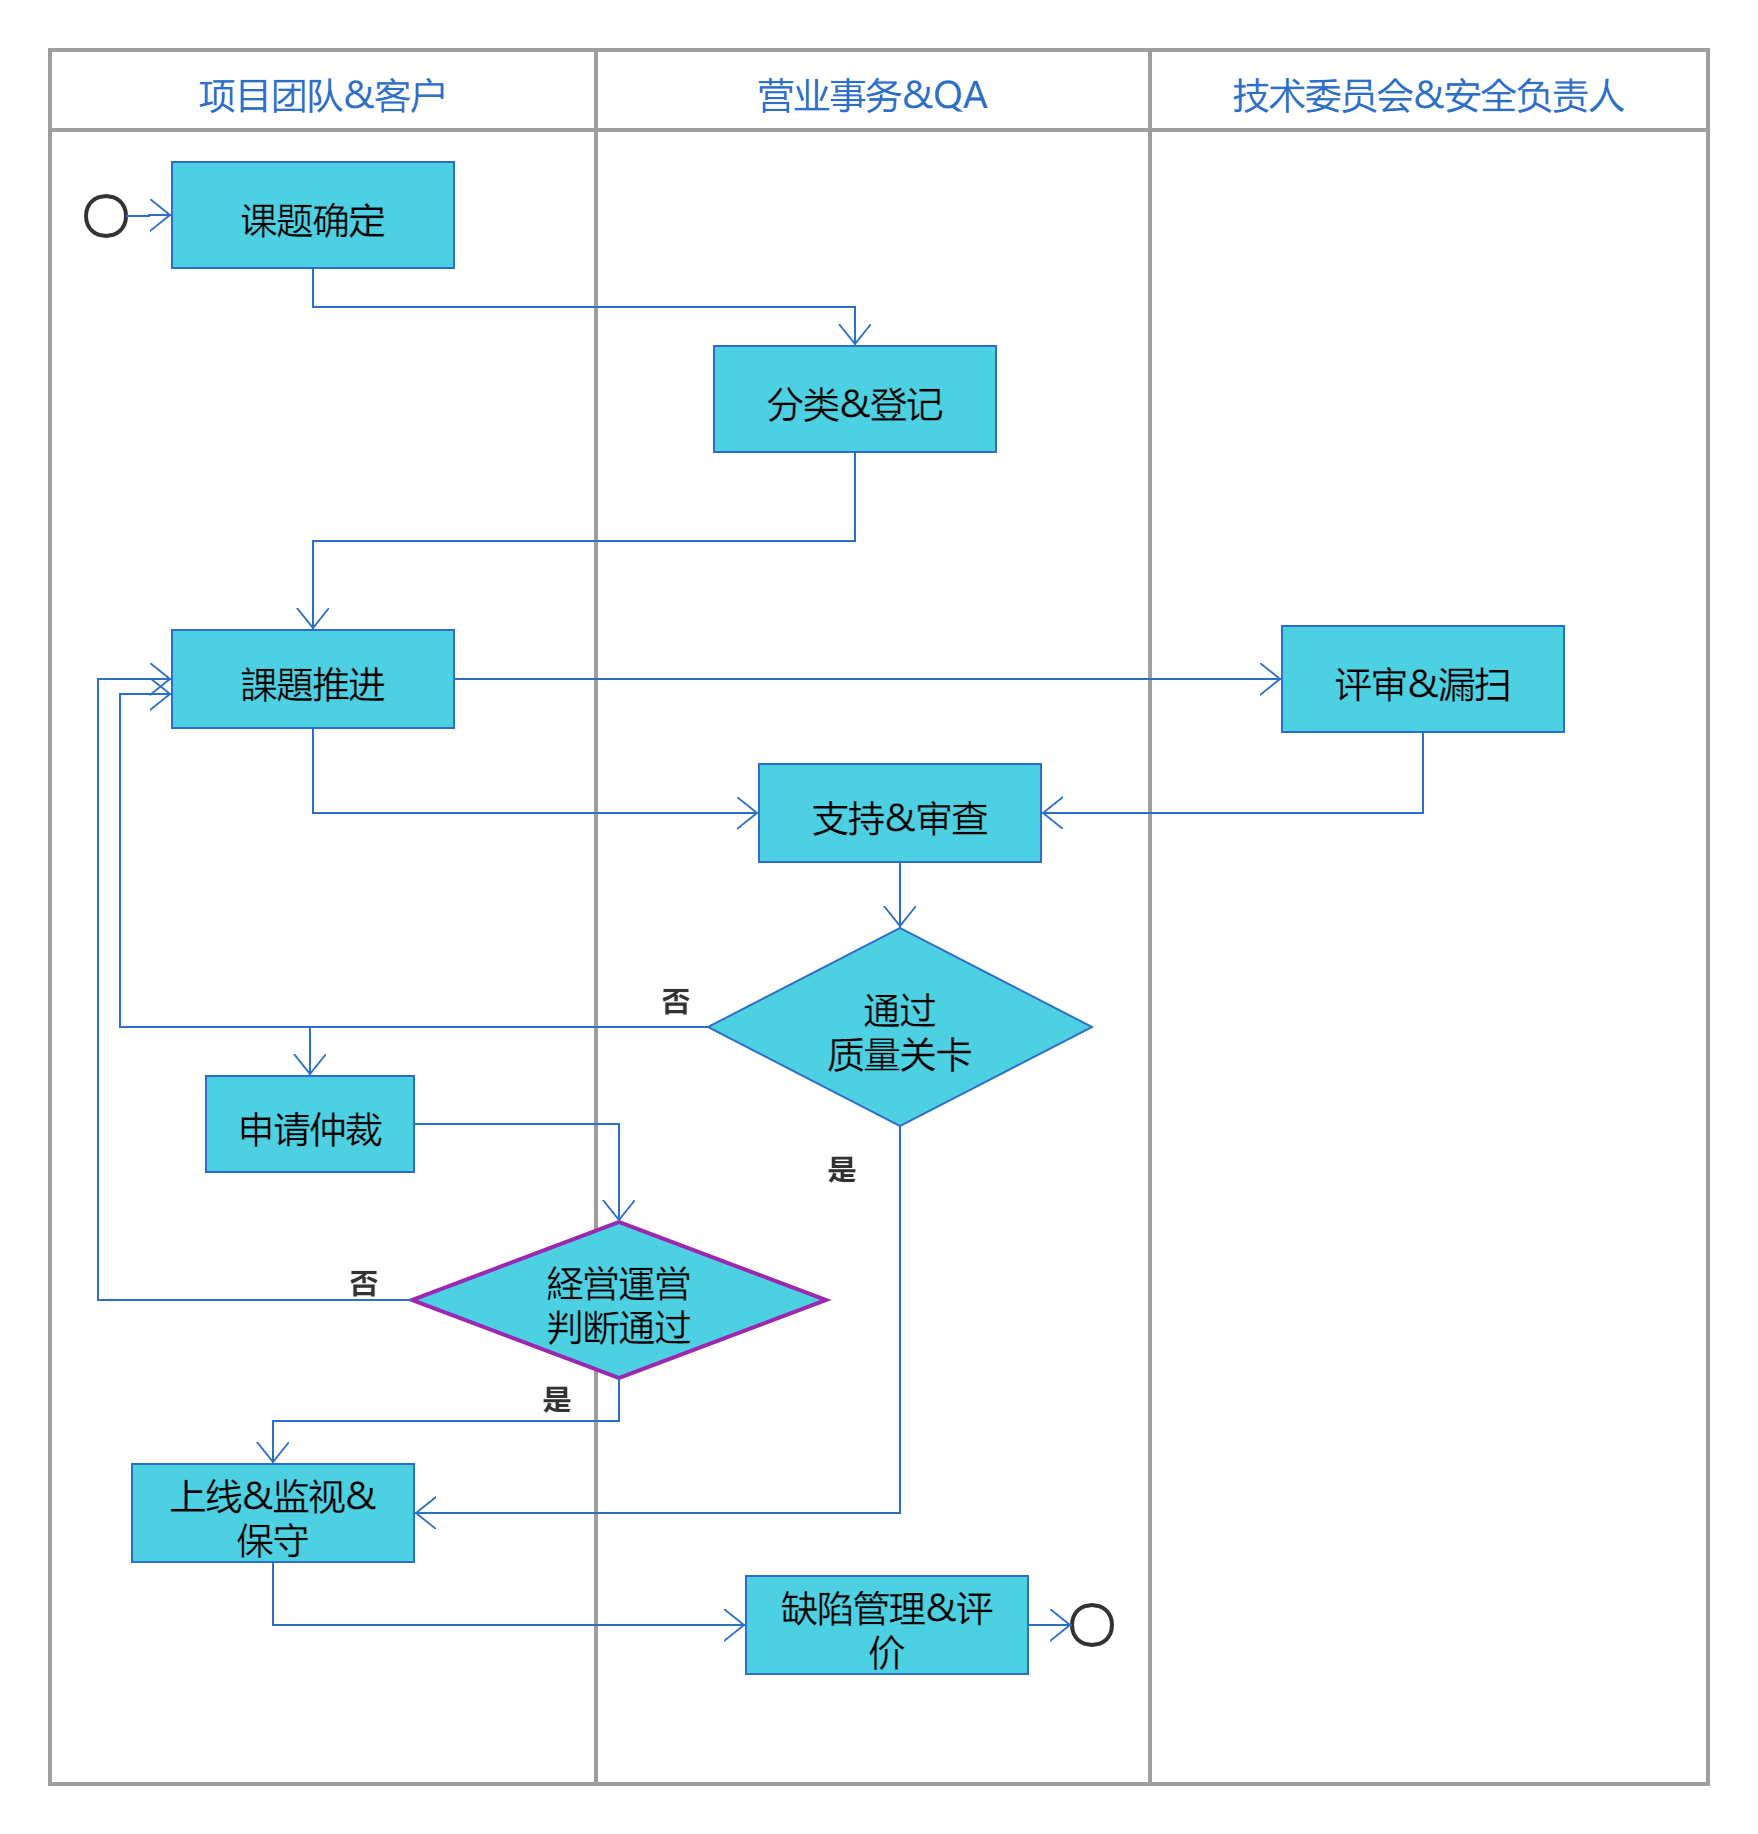 项目团队&客户
营业事务&QA
技术委员会&安全负责人
课题确定
分类&登记
課題推进
评审&漏扫
支持&审查
通过
质量关卡
否
是
申请仲裁
経営運営
判断通过
否
是
上线&监视&
保守
缺陷管理&评
价